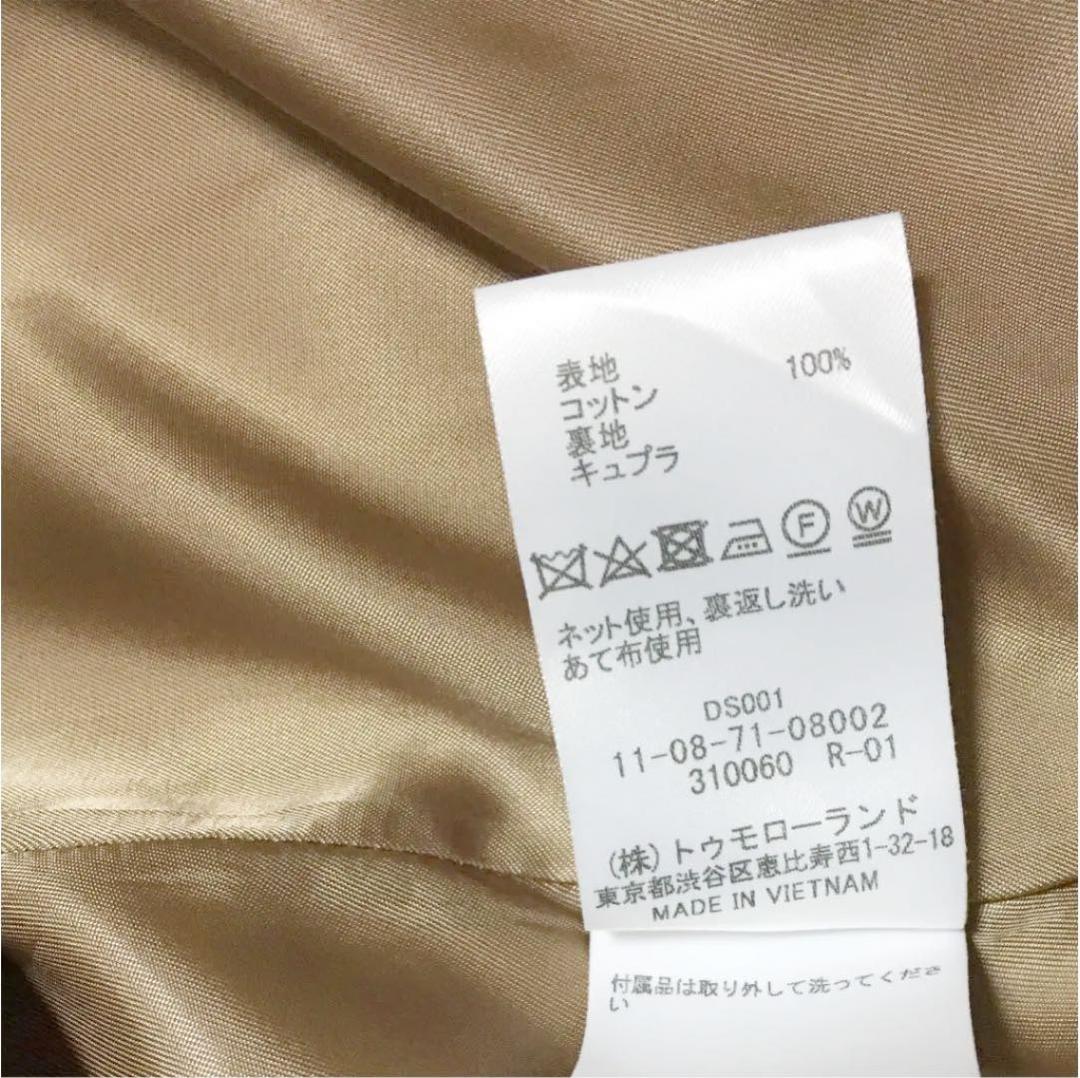 表地
コットン 100%
裏地
キュプラ
F W
ネット使用、裏返し洗い
あて布使用
DS001
11-08-71-08002
310060 R-01
(株)トゥモローランド
東京都渋谷区恵比寿西1-32-18
MADE IN VIETNAM
付属品は取り外して洗ってくださ
い